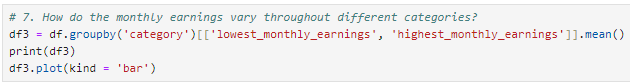 # 7. How do the monthly earnings vary throughout different categories?
df3 = df.groupby('category')[['lowest_monthly_earnings', 'highest_monthly_earnings']].mean()
print(df3)
df3.plot(kind = 'bar')